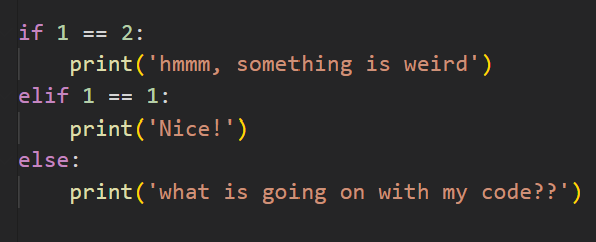 if 1 == 2:
    print('hmmm, something is weird')
elif 1 == 1:
    print('Nice!')
else:
    print('what is going on with my code??')